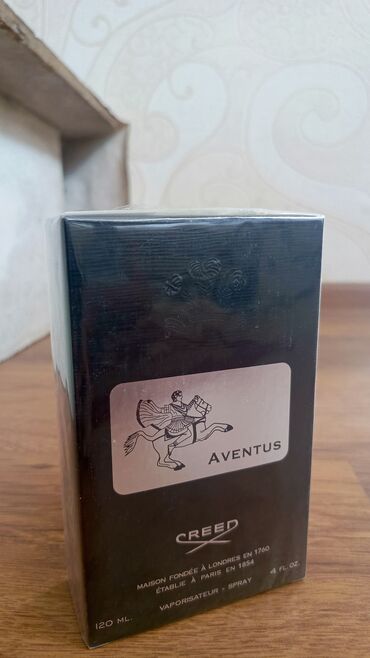 AVENTUS
CREED
MAISON FONDÉE À LONDRES EN 1760
ÉTABLIE À PARIS EN 1854
120 ML. VAPORISATEUR - SPRAY 4 FL. OZ.